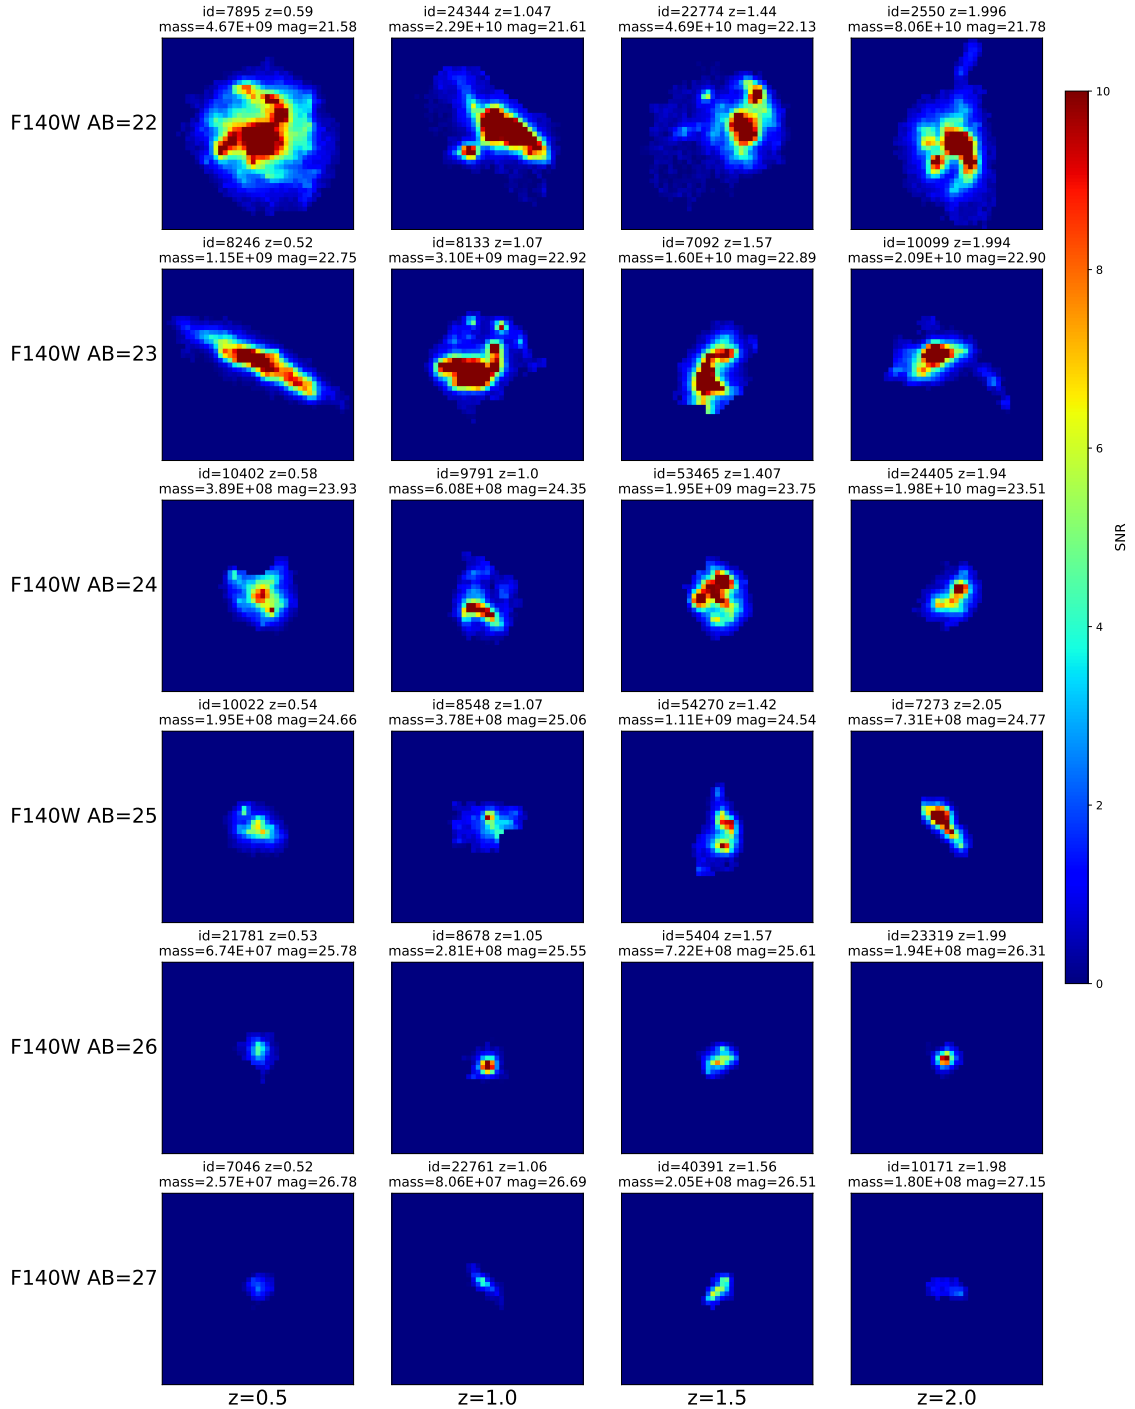 id=7895 z=0.59
mass=4.67E+09 mag=21.58
id=24344 z=1.047
mass=2.29E+10 mag=21.61
id=22774 z=1.44
mass=4.69E+10 mag=22.13
id=2550 z=1.996
mass=8.06E+10 mag=21.78
F140W AB=22
id=8246 z=0.52
mass=1.15E+09 mag=22.75
id=8133 z=1.07
mass=3.10E+09 mag=22.92
id=7092 z=1.57
mass=1.60E+10 mag=22.89
id=10099 z=1.994
mass=2.09E+10 mag=22.90
F140W AB=23
id=10402 z=0.58
mass=3.89E+08 mag=23.93
id=9791 z=1.0
mass=6.08E+08 mag=24.35
id=53465 z=1.407
mass=1.95E+09 mag=23.75
id=24405 z=1.94
mass=1.98E+10 mag=23.51
F140W AB=24
id=10022 z=0.54
mass=1.95E+08 mag=24.66
id=8548 z=1.07
mass=3.78E+08 mag=25.06
id=54270 z=1.42
mass=1.11E+09 mag=24.54
id=7273 z=2.05
mass=7.31E+08 mag=24.77
F140W AB=25
id=21781 z=0.53
mass=6.74E+07 mag=25.78
id=8678 z=1.05
mass=2.81E+08 mag=25.55
id=5404 z=1.57
mass=7.22E+08 mag=25.61
id=23319 z=1.99
mass=1.94E+08 mag=26.31
F140W AB=26
id=7046 z=0.52
mass=2.57E+07 mag=26.78
id=22761 z=1.06
mass=8.06E+07 mag=26.69
id=40391 z=1.56
mass=2.05E+08 mag=26.51
id=10171 z=1.98
mass=1.80E+08 mag=27.15
F140W AB=27
z=0.5
z=1.0
z=1.5
z=2.0
10
8
6
4
2
0
SNR